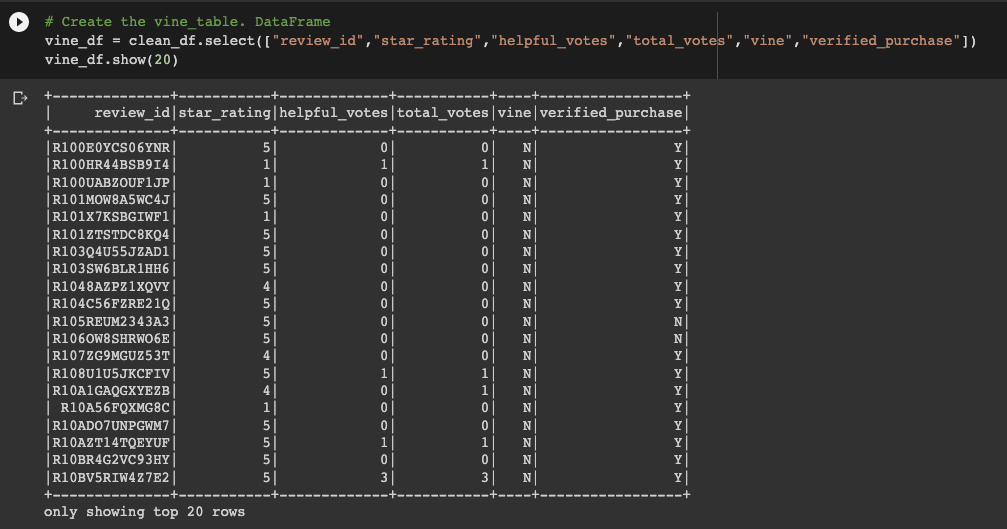 # Create the vine_table. DataFrame
vine_df = clean_df.select(["review_id","star_rating","helpful_votes","total_votes","vine","verified_purchase"])
vine_df.show(20)
+--------------+-----------+-------------+-----------+----+-----------------+
|     review_id|star_rating|helpful_votes|total_votes|vine|verified_purchase|
+--------------+-----------+-------------+-----------+----+-----------------+
|R100E0YCS06YNR|          5|            0|          0|   N|                Y|
|R100HR44BSB9I4|          1|            1|          1|   N|                Y|
|R100UABZOUF1JP|          1|            0|          0|   N|                Y|
|R101MOW8A5WC4J|          5|            0|          0|   N|                Y|
|R101X7KSBGIWF1|          1|            0|          0|   N|                Y|
|R101ZTSTDC8KQ4|          5|            0|          0|   N|                Y|
|R103Q4U55JZAD1|          5|            0|          0|   N|                Y|
|R103SW6BLR1HH6|          5|            0|          0|   N|                Y|
|R1048AZPZ1XQVY|          4|            0|          0|   N|                Y|
|R104C56FZRE21Q|          5|            0|          0|   N|                Y|
|R105REUM2343A3|          5|            0|          0|   N|                N|
|R106OW8SHRWO6E|          5|            0|          0|   N|                N|
|R107ZG9MGUZ53T|          4|            0|          0|   N|                Y|
|R108U1U5JKCFIV|          5|            1|          1|   N|                Y|
|R10A1GAQGXYEZB|          4|            0|          1|   N|                Y|
| R10A56FQXMG8C|          1|            0|          0|   N|                Y|
|R10ADO7UNPGWM7|          5|            0|          0|   N|                Y|
|R10AZT14TQEYUF|          5|            1|          1|   N|                Y|
|R10BR4G2VC93HY|          5|            0|          0|   N|                Y|
|R10BV5RIW4Z7E2|          5|            3|          3|   N|                Y|
+--------------+-----------+-------------+-----------+----+-----------------+
only showing top 20 rows